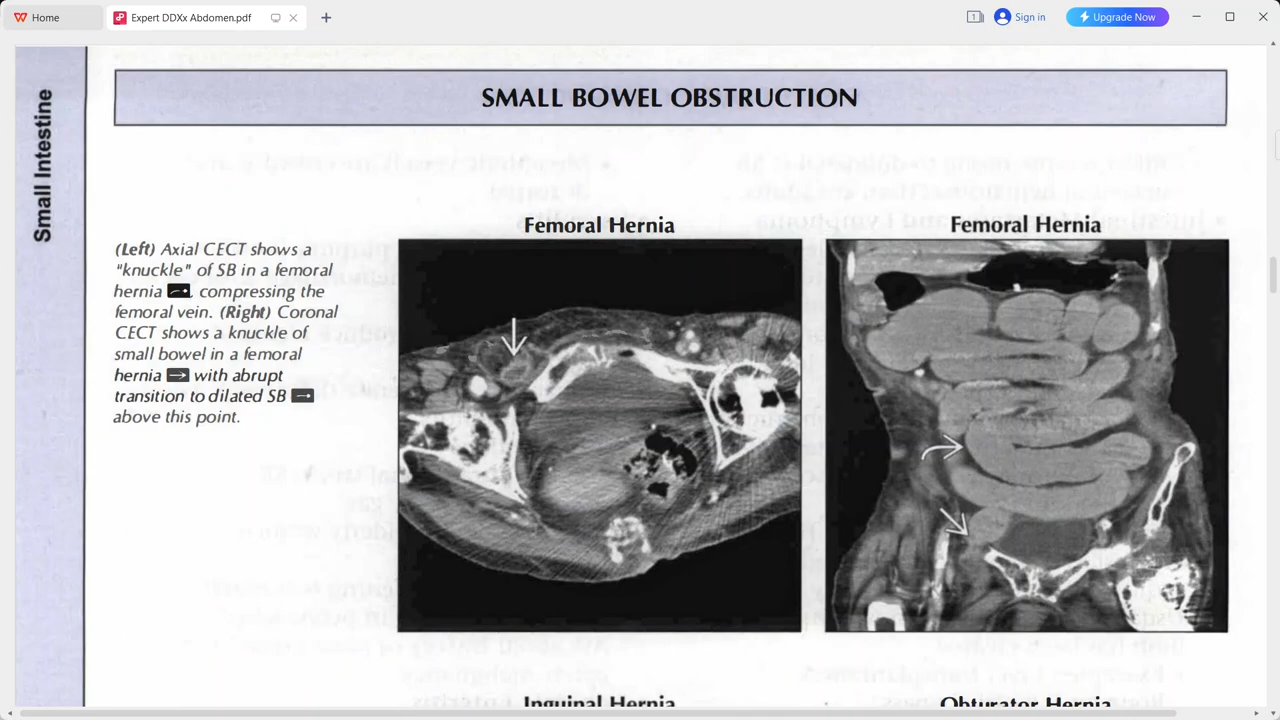 Home
Expert DDXx Abdomen.pdf
1
Sign in
Upgrade Now
Small Intestine
SMALL BOWEL OBSTRUCTION
(Left) Axial CECT shows a
"knuckle" of SB in a femoral
hernia , compressing the
femoral vein. (Right) Coronal
CECT shows a knuckle of
small bowel in a femoral
hernia → with abrupt
transition to dilated SB
above this point.
Femoral Hernia
Femoral Hernia
Inguinal Hernia
Obturator Hernia